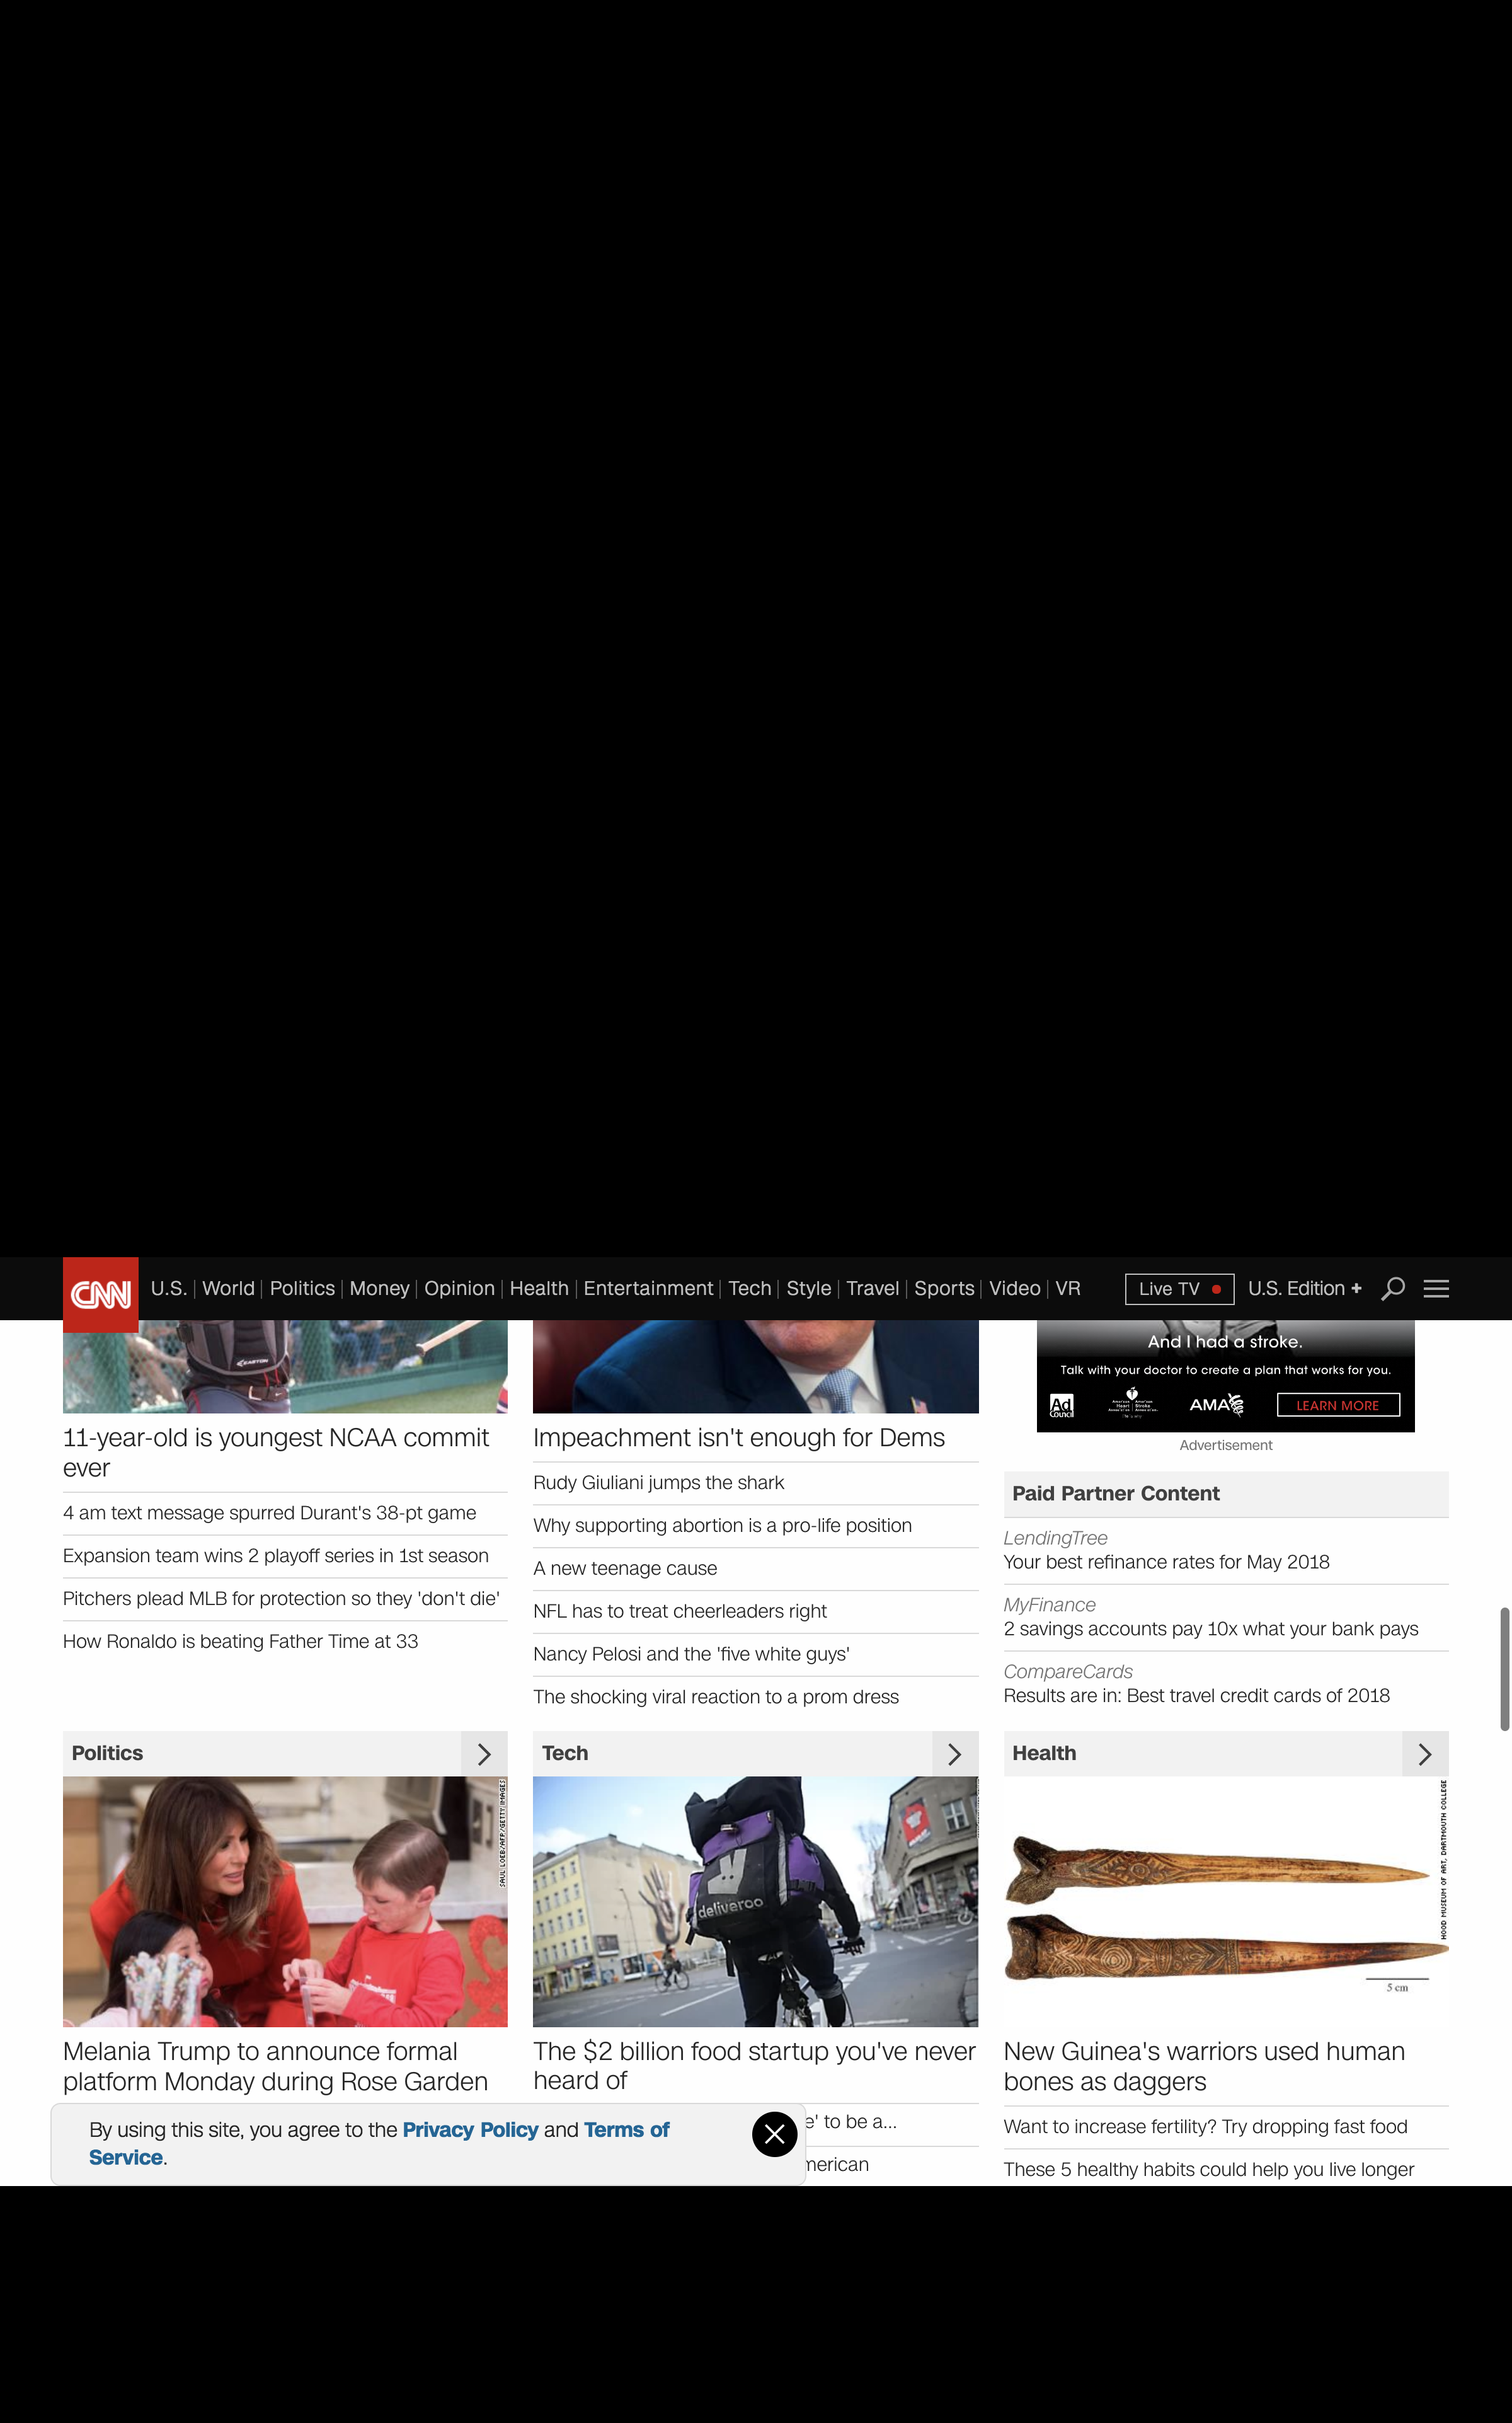 CNN
U.S. World Politics Money Opinion Health Entertainment Tech Style Travel Sports Video VR Live TV U.S. Edition +
EASTON
11-year-old is youngest NCAA commit
ever
4 am text message spurred Durant's 38-pt game
Expansion team wins 2 playoff series in 1st season
Pitchers plead MLB for protection so they 'don't die'
How Ronaldo is beating Father Time at 33
Impeachment isn't enough for Dems
Rudy Giuliani jumps the shark
Why supporting abortion is a pro-life position
A new teenage cause
NFL has to treat cheerleaders right
Nancy Pelosi and the 'five white guys'
The shocking viral reaction to a prom dress
And I had a stroke.
Talk with your doctor to create a plan that works for you.
Ad
Council
American
Heart
Association
American
Stroke
Association
AMA
LEARN MORE
Advertisement
Paid Partner Content
LendingTree
Your best refinance rates for May 2018
MyFinance
2 savings accounts pay 10x what your bank pays
CompareCards
Results are in: Best travel credit cards of 2018
Politics
SAUL LOEB/AFP/GETTY IMAGES
Melania Trump to announce formal
platform Monday during Rose Garden
Tech
deliveroo
The $2 billion food startup you've never
heard of
e' to be a...
merican
Health
HOOD MUSEUM OF ART, DARTMOUTH COLLEGE
5 cm
New Guinea's warriors used human
bones as daggers
Want to increase fertility? Try dropping fast food
These 5 healthy habits could help you live longer
By using this site, you agree to the Privacy Policy and Terms of
Service.